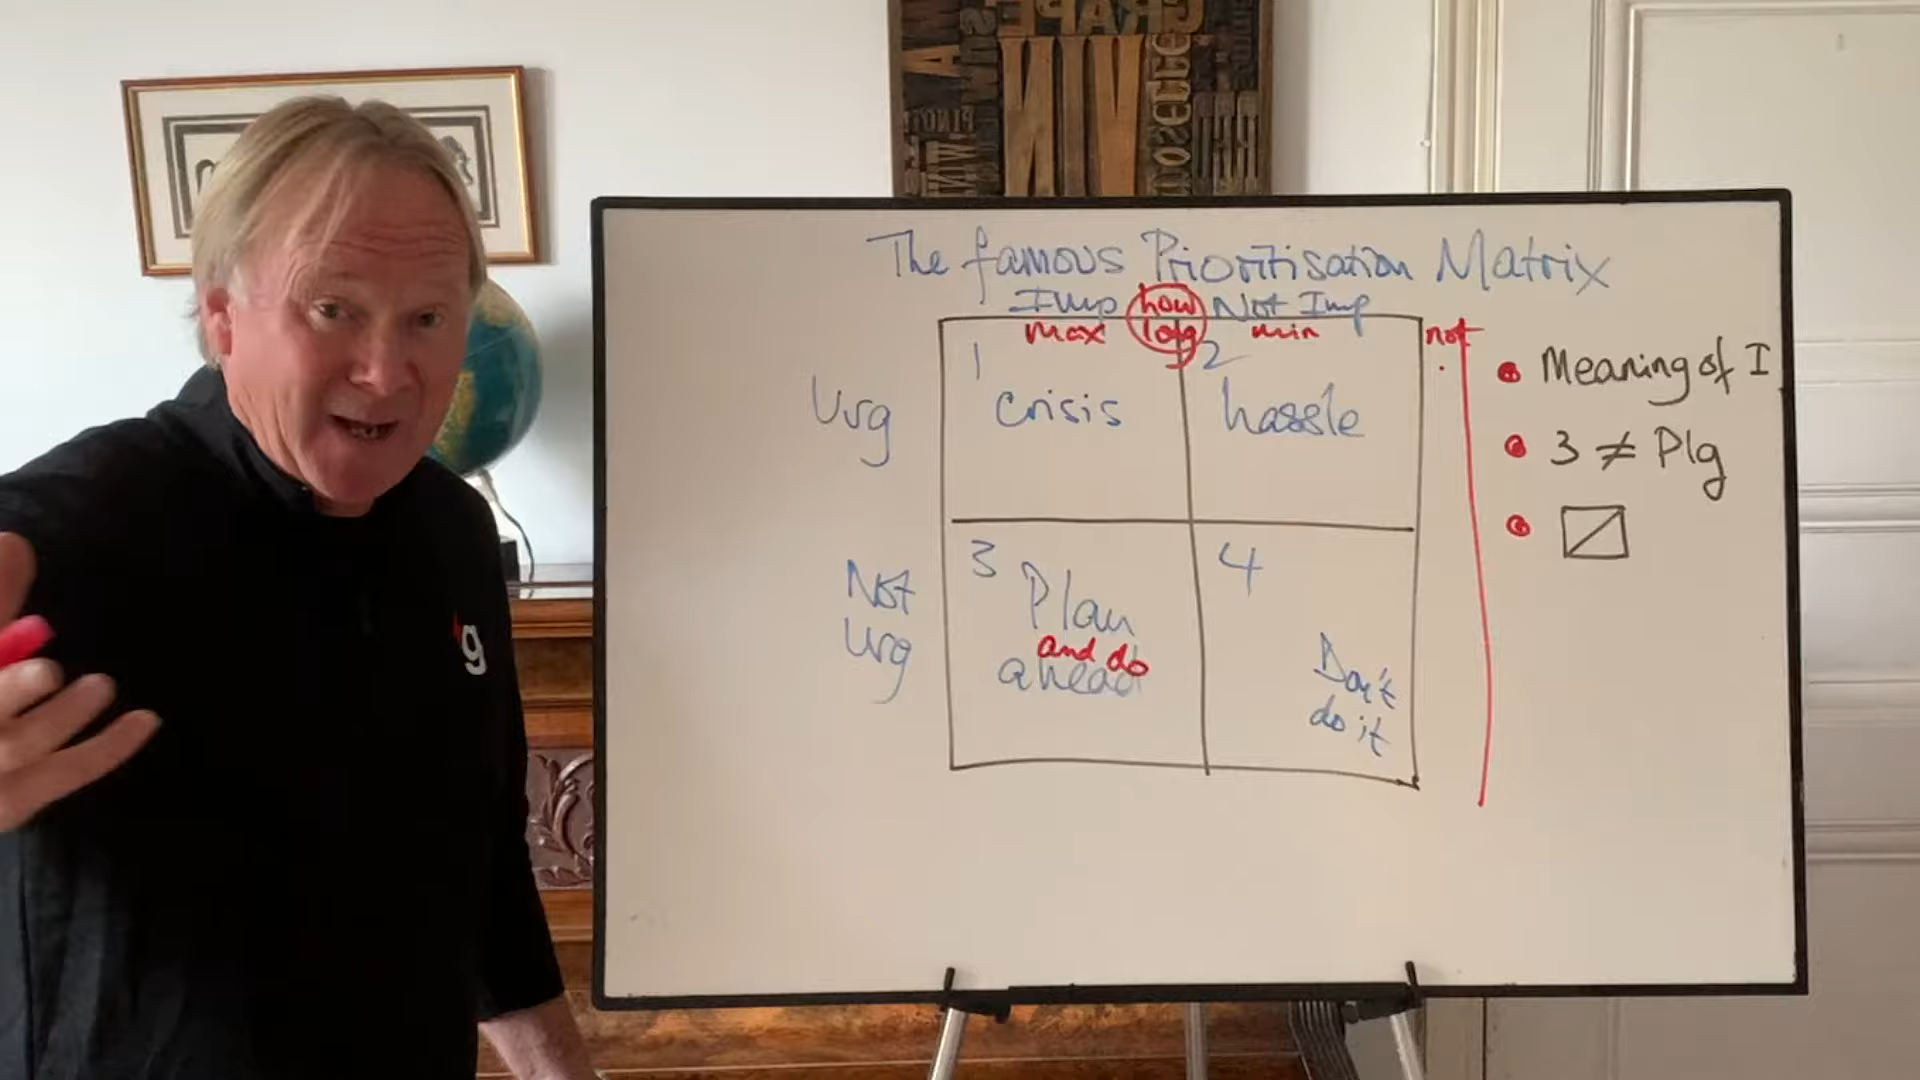 The famous Prioritisation Matrix
Imp how Not Imp
max long min not
1 2
Urg crisis hassle
3 4
Not Plan
Urg and do
ahead
Don't
do it
Meaning of I
3 ≠ Plg
g
VIN
A